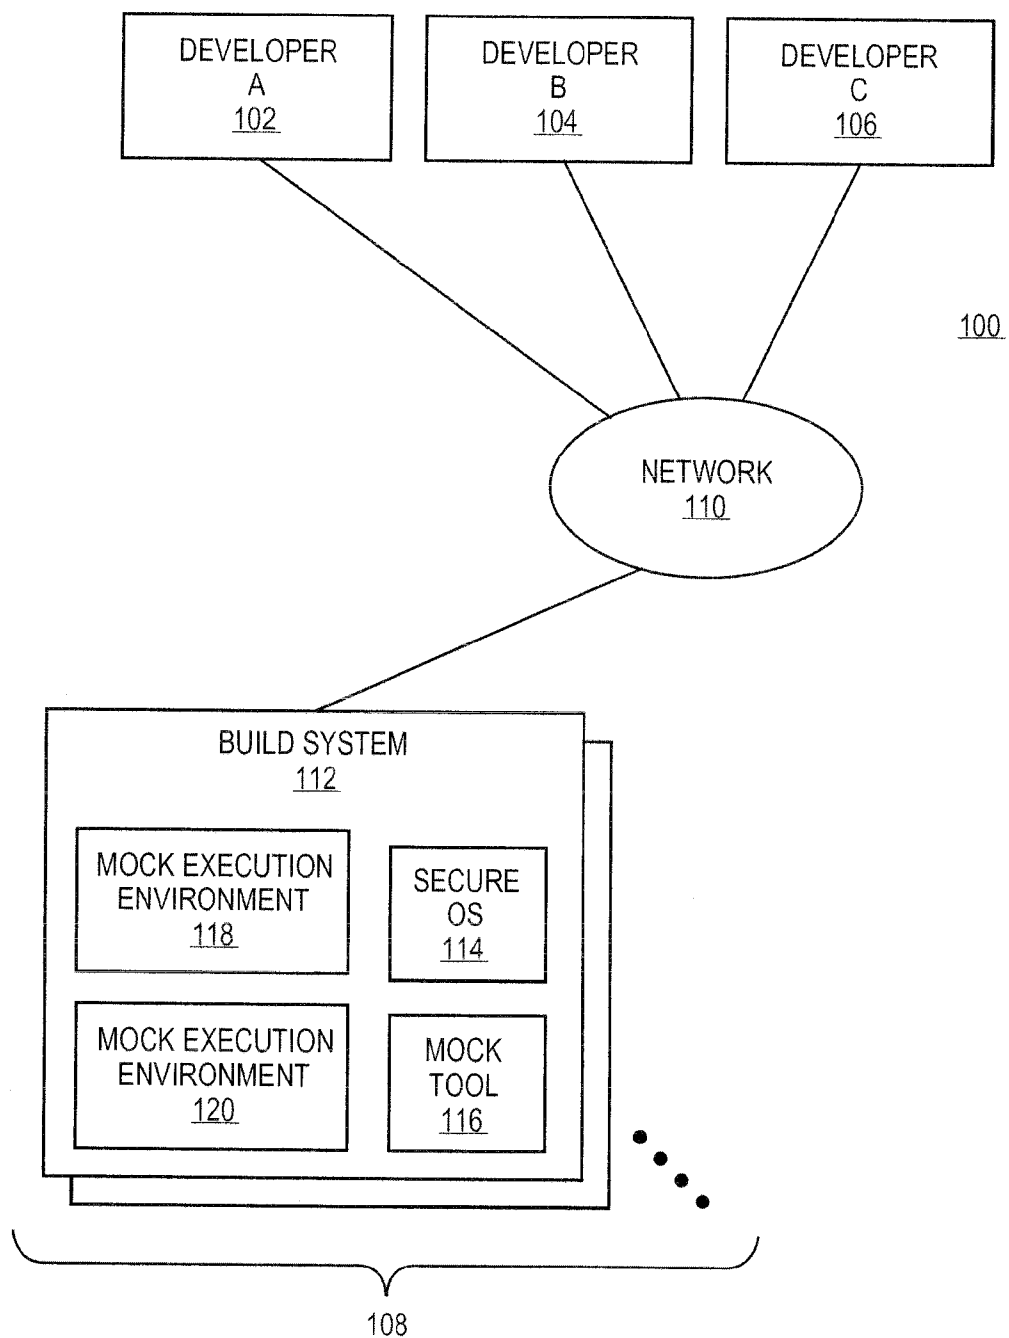 DEVELOPER
A
102
DEVELOPER
B
104
DEVELOPER
C
106
100
NETWORK
110
BUILD SYSTEM
112
MOCK EXECUTION
ENVIRONMENT
118
SECURE
OS
114
MOCK EXECUTION
ENVIRONMENT
120
MOCK
TOOL
116
108